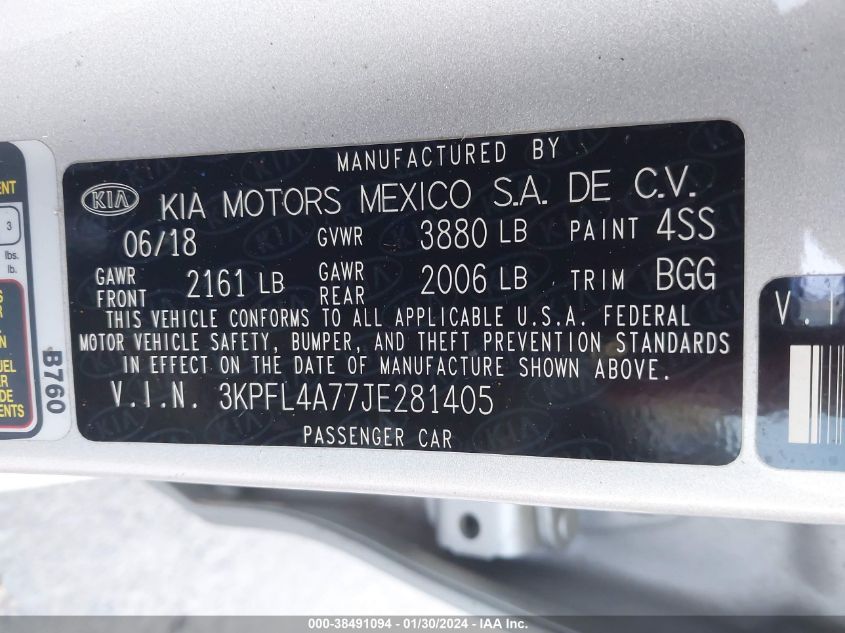 MANUFACTURED BY
KIA KIA MOTORS MEXICO S.A. DE C.V.
06/18 GVWR 3880 LB PAINT 4SS
GAWR FRONT 2161 LB GAWR REAR 2006 LB TRIM BGG
THIS VEHICLE CONFORMS TO ALL APPLICABLE U.S.A. FEDERAL
MOTOR VEHICLE SAFETY, BUMPER, AND THEFT PREVENTION STANDARDS
IN EFFECT ON THE DATE OF MANUFACTURE SHOWN ABOVE.
V.I.N. 3KPFL4A77JE281405
PASSENGER CAR
3
lbs.
lb.
B760
000-38491094 - 01/30/2024 - IAA Inc.